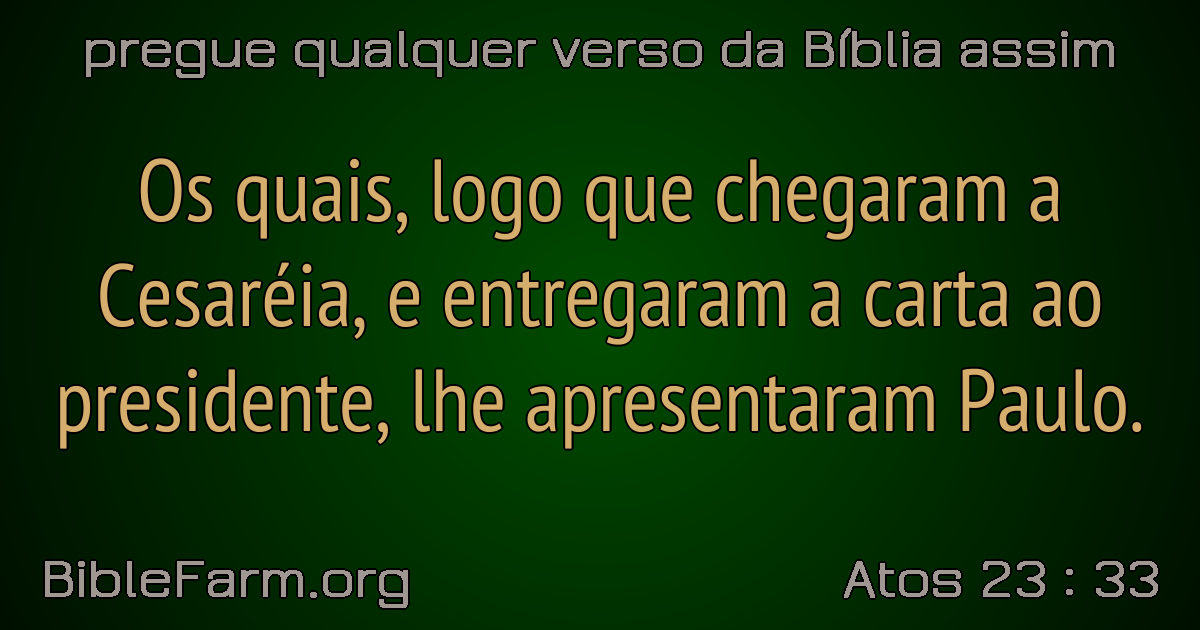 pregue qualquer verso da Bíblia assim
Os quais, logo que chegaram a
Cesaréia, e entregaram a carta ao
presidente, lhe apresentaram Paulo.
BibleFarm.org
Atos 23 : 33